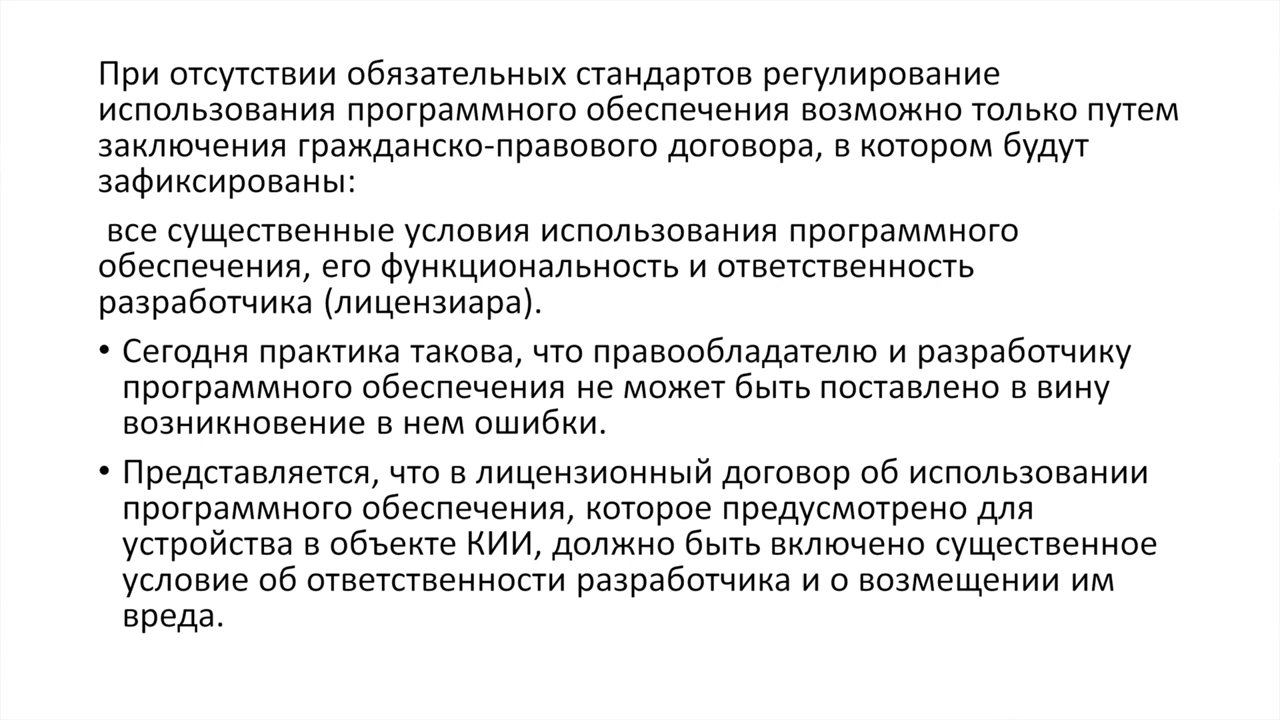 При отсутствии обязательных стандартов регулирование
использования программного обеспечения возможно только путем
заключения гражданско-правового договора, в котором будут
зафиксированы:
все существенные условия использования программного
обеспечения, его функциональность и ответственность
разработчика (лицензиара).
• Сегодня практика такова, что правообладателю и разработчику
программного обеспечения не может быть поставлено в вину
возникновение в нем ошибки.
• Представляется, что в лицензионный договор об использовании
программного обеспечения, которое предусмотрено для
устройства в объекте КИИ, должно быть включено существенное
условие об ответственности разработчика и о возмещении им
вреда.